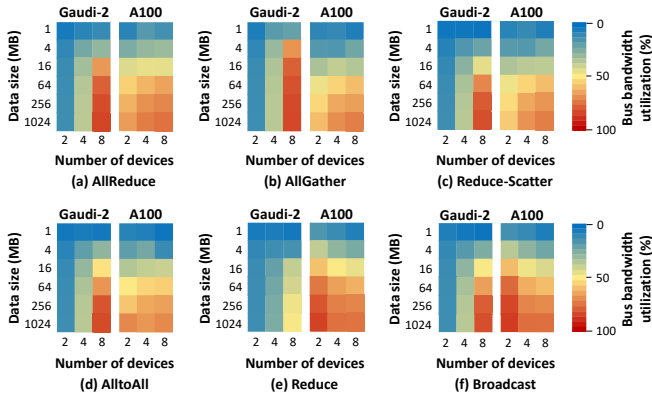 Gaudi-2 A100 Gaudi-2 A100 Gaudi-2 A100
Data size (MB)
1
4
16
64
256
1024
2 4 8 2 4 8
Number of devices
(a) AllReduce
Data size (MB)
1
4
16
64
256
1024
2 4 8 2 4 8
Number of devices
(b) AllGather
Data size (MB)
1
4
16
64
256
1024
2 4 8 2 4 8
Number of devices
(c) Reduce-Scatter
0
50
100
Bus bandwidth
utilization (%)
Gaudi-2 A100 Gaudi-2 A100 Gaudi-2 A100
Data size (MB)
1
4
16
64
256
1024
2 4 8 2 4 8
Number of devices
(d) AlltoAll
Data size (MB)
1
4
16
64
256
1024
2 4 8 2 4 8
Number of devices
(e) Reduce
Data size (MB)
1
4
16
64
256
1024
2 4 8 2 4 8
Number of devices
(f) Broadcast
0
50
100
Bus bandwidth
utilization (%)